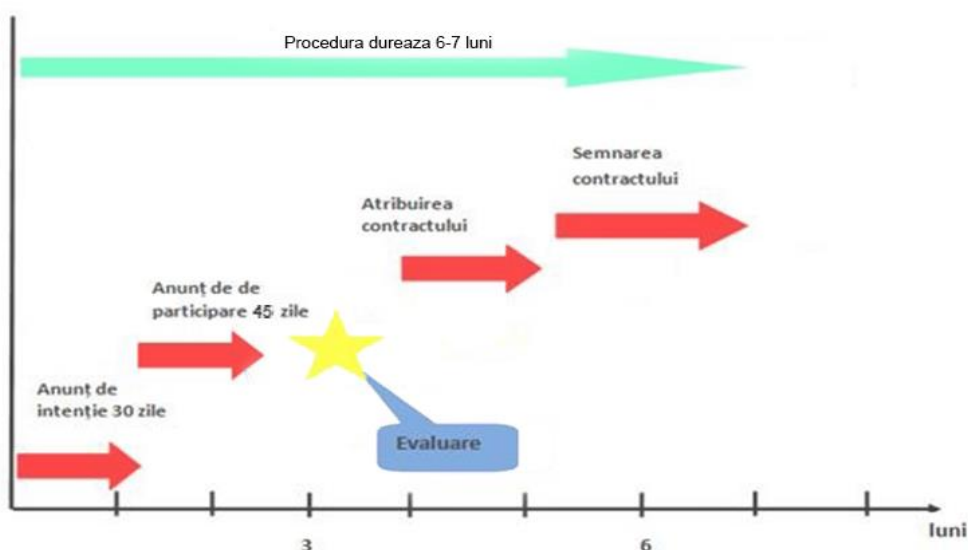 Procedura dureaza 6-7 luni
Semnarea
contractului
Atribuirea
contractului
Anunț de de
participare 45 zile
Anunț de
intenție 30 zile
Evaluare
3
6
luni